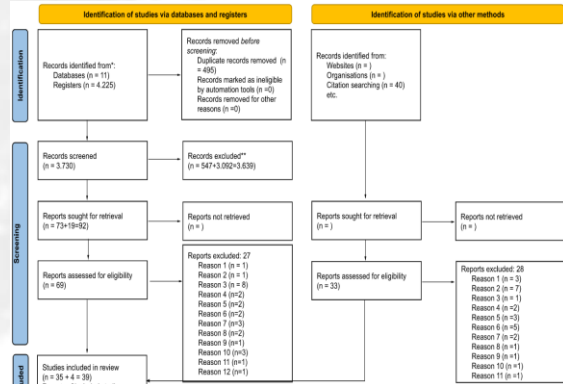 Identification of studies via databases and registers
Identification of studies via other methods
Identification
Records identified from*:
Databases (n = 11)
Registers (n = 4.225)
Records removed before
screening:
Duplicate records removed (n
= 495)
Records marked as ineligible
by automation tools (n =0)
Records removed for other
reasons (n =0)
Records identified from:
Websites (n = )
Organisations (n = )
Citation searching (n = 40)
etc.
Screening
Records screened
(n = 3.730)
Records excluded**
(n = 547+3.092=3.639)
Reports sought for retrieval
(n = 73+19=92)
Reports not retrieved
(n = )
Reports sought for retrieval
(n = )
Reports not retrieved
(n = )
Reports assessed for eligibility
(n = 69)
Reports excluded: 27
Reason 1 (n = 1)
Reason 2 (n = 1)
Reason 3 (n = 8)
Reason 4 (n=2)
Reason 5 (n=2)
Reason 6 (n=2)
Reason 7 (n=3)
Reason 8 (n=2)
Reason 9 (n=1)
Reason 10 (n=3)
Reason 11 (n=1)
Reason 12 (n=1)
Reports assessed for eligibility
(n = 33)
Reports excluded: 28
Reason 1 (n = 3)
Reason 2 (n = 7)
Reason 3 (n = 1)
Reason 4 (n =2)
Reason 5 (n =3)
Reason 6 (n =5)
Reason 7 (n =2)
Reason 8 (n =1)
Reason 9 (n =1)
Reason 10 (n =1)
Reason 11 (n =1)
Studies included in review
(n = 35 + 4 = 39)